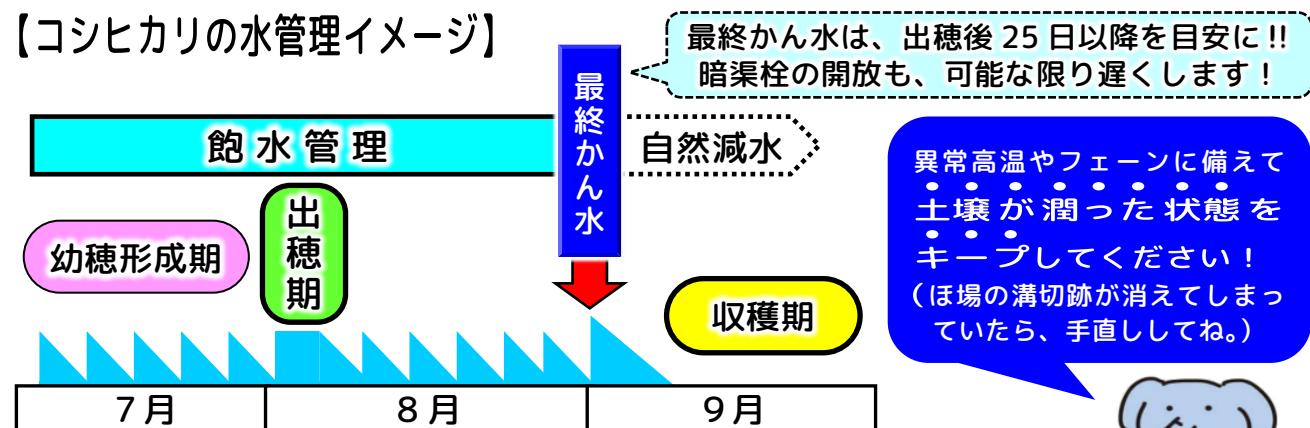 【コシヒカリの水管理イメージ】
最終かん水は、出穂後 25 日以降を目安に!!
暗渠栓の開放も、可能な限り遅くします！
最終かん水
飽水管理
自然減水
幼穂形成期
出穂期
収穫期
異常高温やフェーンに備えて
土壌が潤った状態を
キープしてください！
（ほ場の溝切跡が消えてしまっ
ていたら、手直ししてね。）
7月
8月
9月